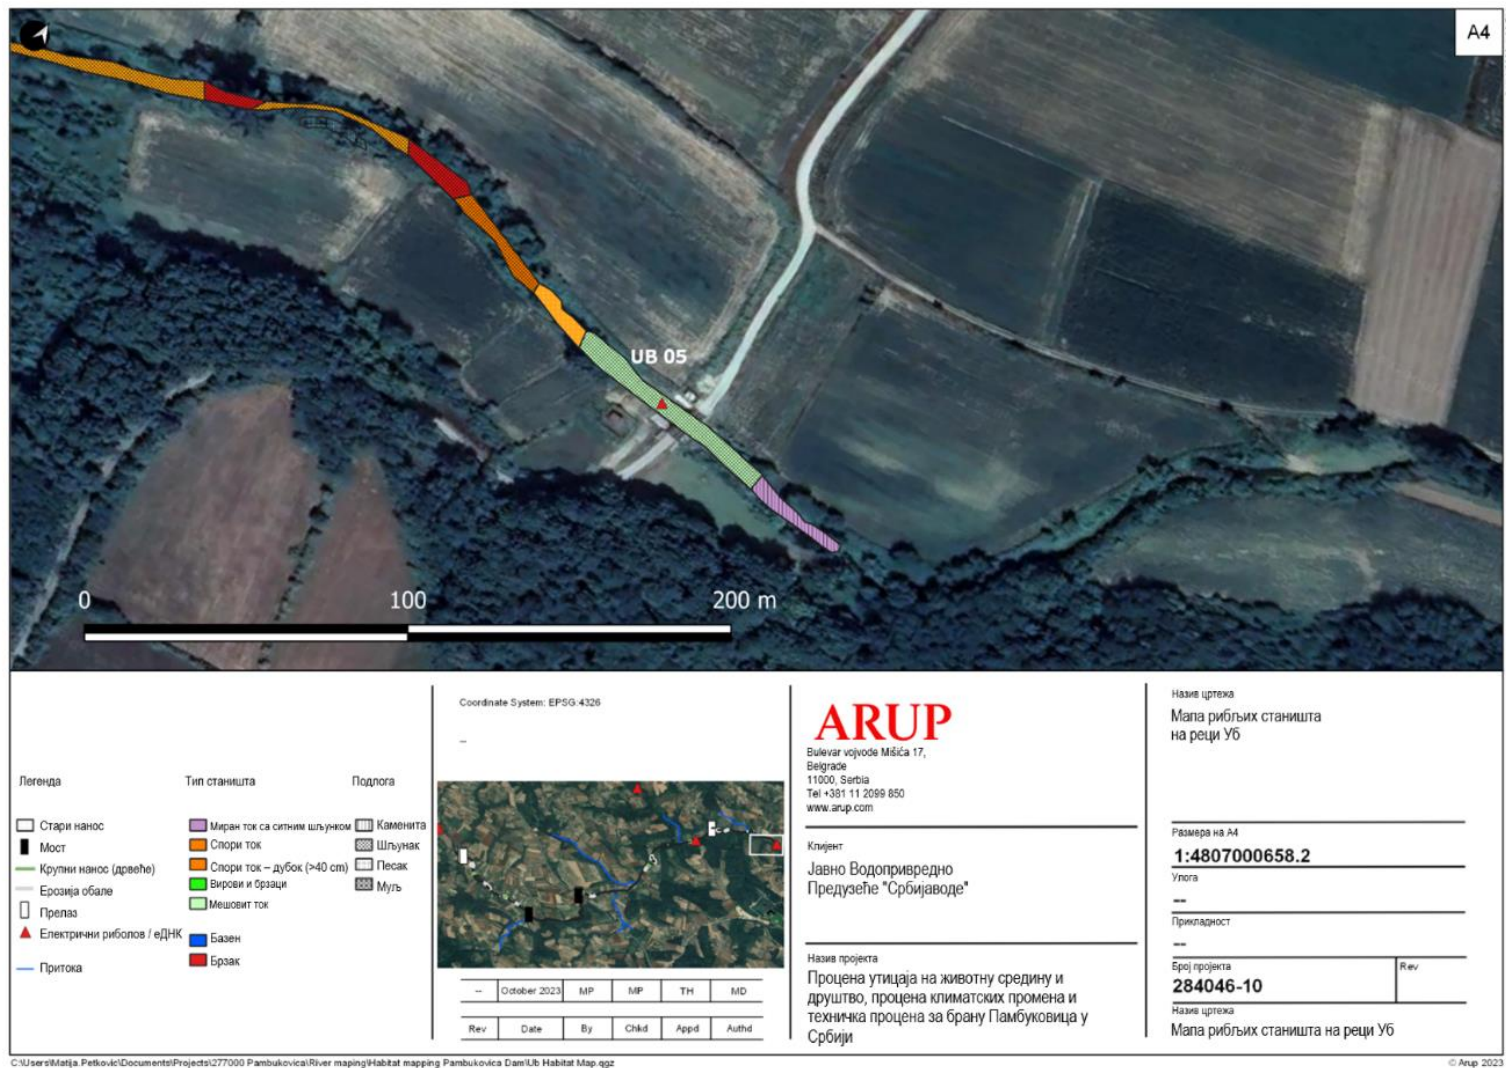 A4
UB 05
0 100 200 m
Легенда
Стари нанос
Мост
Крупни нанос (дрвеће)
Ерозија обале
Прелаз
Електрични риболов / еДНК
Притока
Тип станишта
Миран ток са ситним шљунком
Спори ток
Спори ток – дубок (>40 cm)
Вирови и брзаци
Мешовит ток
Базен
Брзак
Подлога
Каменита
Шљунак
Песак
Муљ
Coordinate System: EPSG:4326
--
-- October 2023 MP MP TH MD
Rev Date By Chkd Appd Authd
ARUP
Bulevar vojvode Mišića 17,
Belgrade
11000, Serbia
Tel +381 11 2099 850
www.arup.com
Клијент
Јавно Водопривредно
Предузеће "Србијаводе"
Назив пројекта
Процена утицаја на животну средину и
друштво, процена климатских промена и
техничка процена за брану Памбуковица у
Србији
Назив цртежа
Мапа рибљих станишта
на реци Уб
Размера на А4
1:4807000658.2
Улога
--
Прикладност
--
Број пројекта
284046-10
Rev
Назив цртежа
Мапа рибљих станишта на реци Уб
C:\Users\Matija.Petkovic\Documents\Projects\277000 Pambukovica\River maping\Habitat mapping Pambukovica Dam\Ub Habitat Map.qgz
© Arup 2023